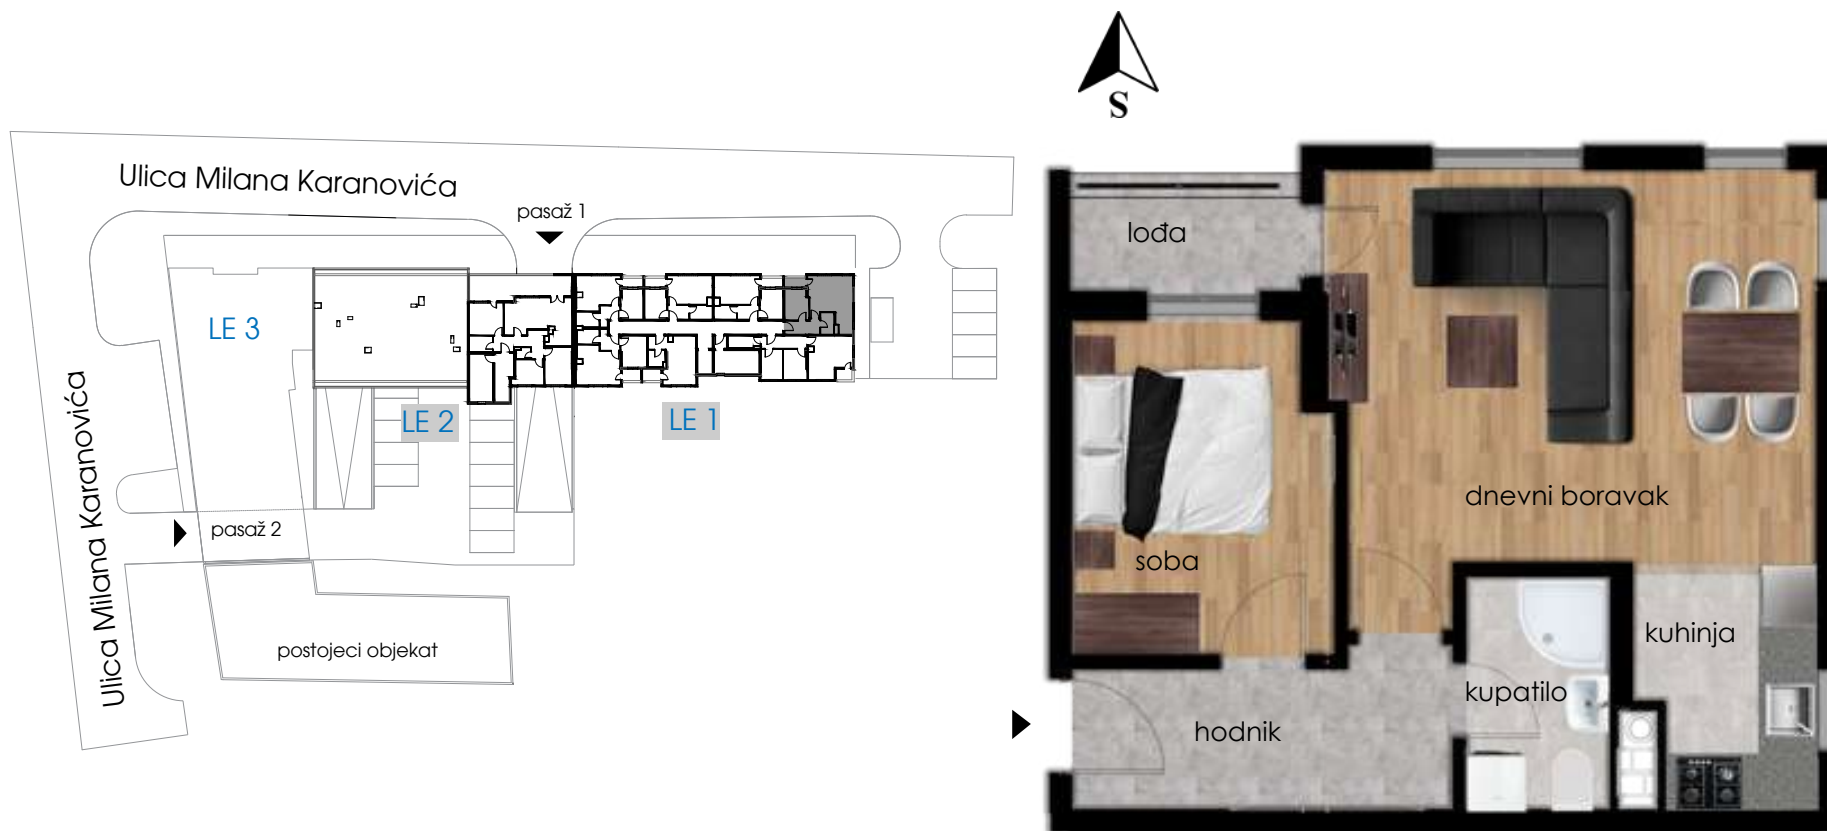 Ulica Milana Karanovića
pasaž 1
LE 3
LE 2
LE 1
Ulica Milana Karanovića
pasaž 2
postojeci objekat
S
lođa
dnevni boravak
soba
kuhinja
kupatilo
hodnik